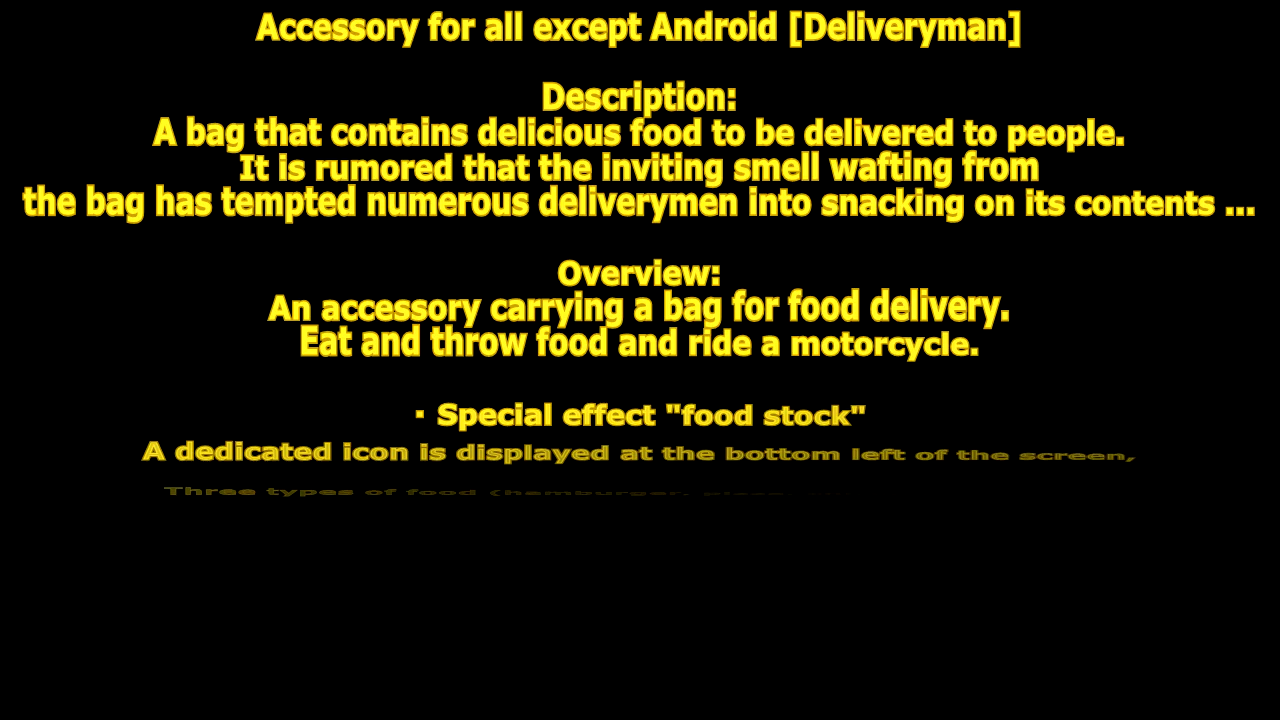 Accessory for all except Android [Deliveryman]
Description:
A bag that contains delicious food to be delivered to people.
It is rumored that the inviting smell wafting from
the bag has tempted numerous deliverymen into snacking on its contents ...
Overview:
An accessory carrying a bag for food delivery.
Eat and throw food and ride a motorcycle.
· Special effect "food stock"
A dedicated icon is displayed at the bottom left of the screen,
Three types of food (hamburger, pizza,